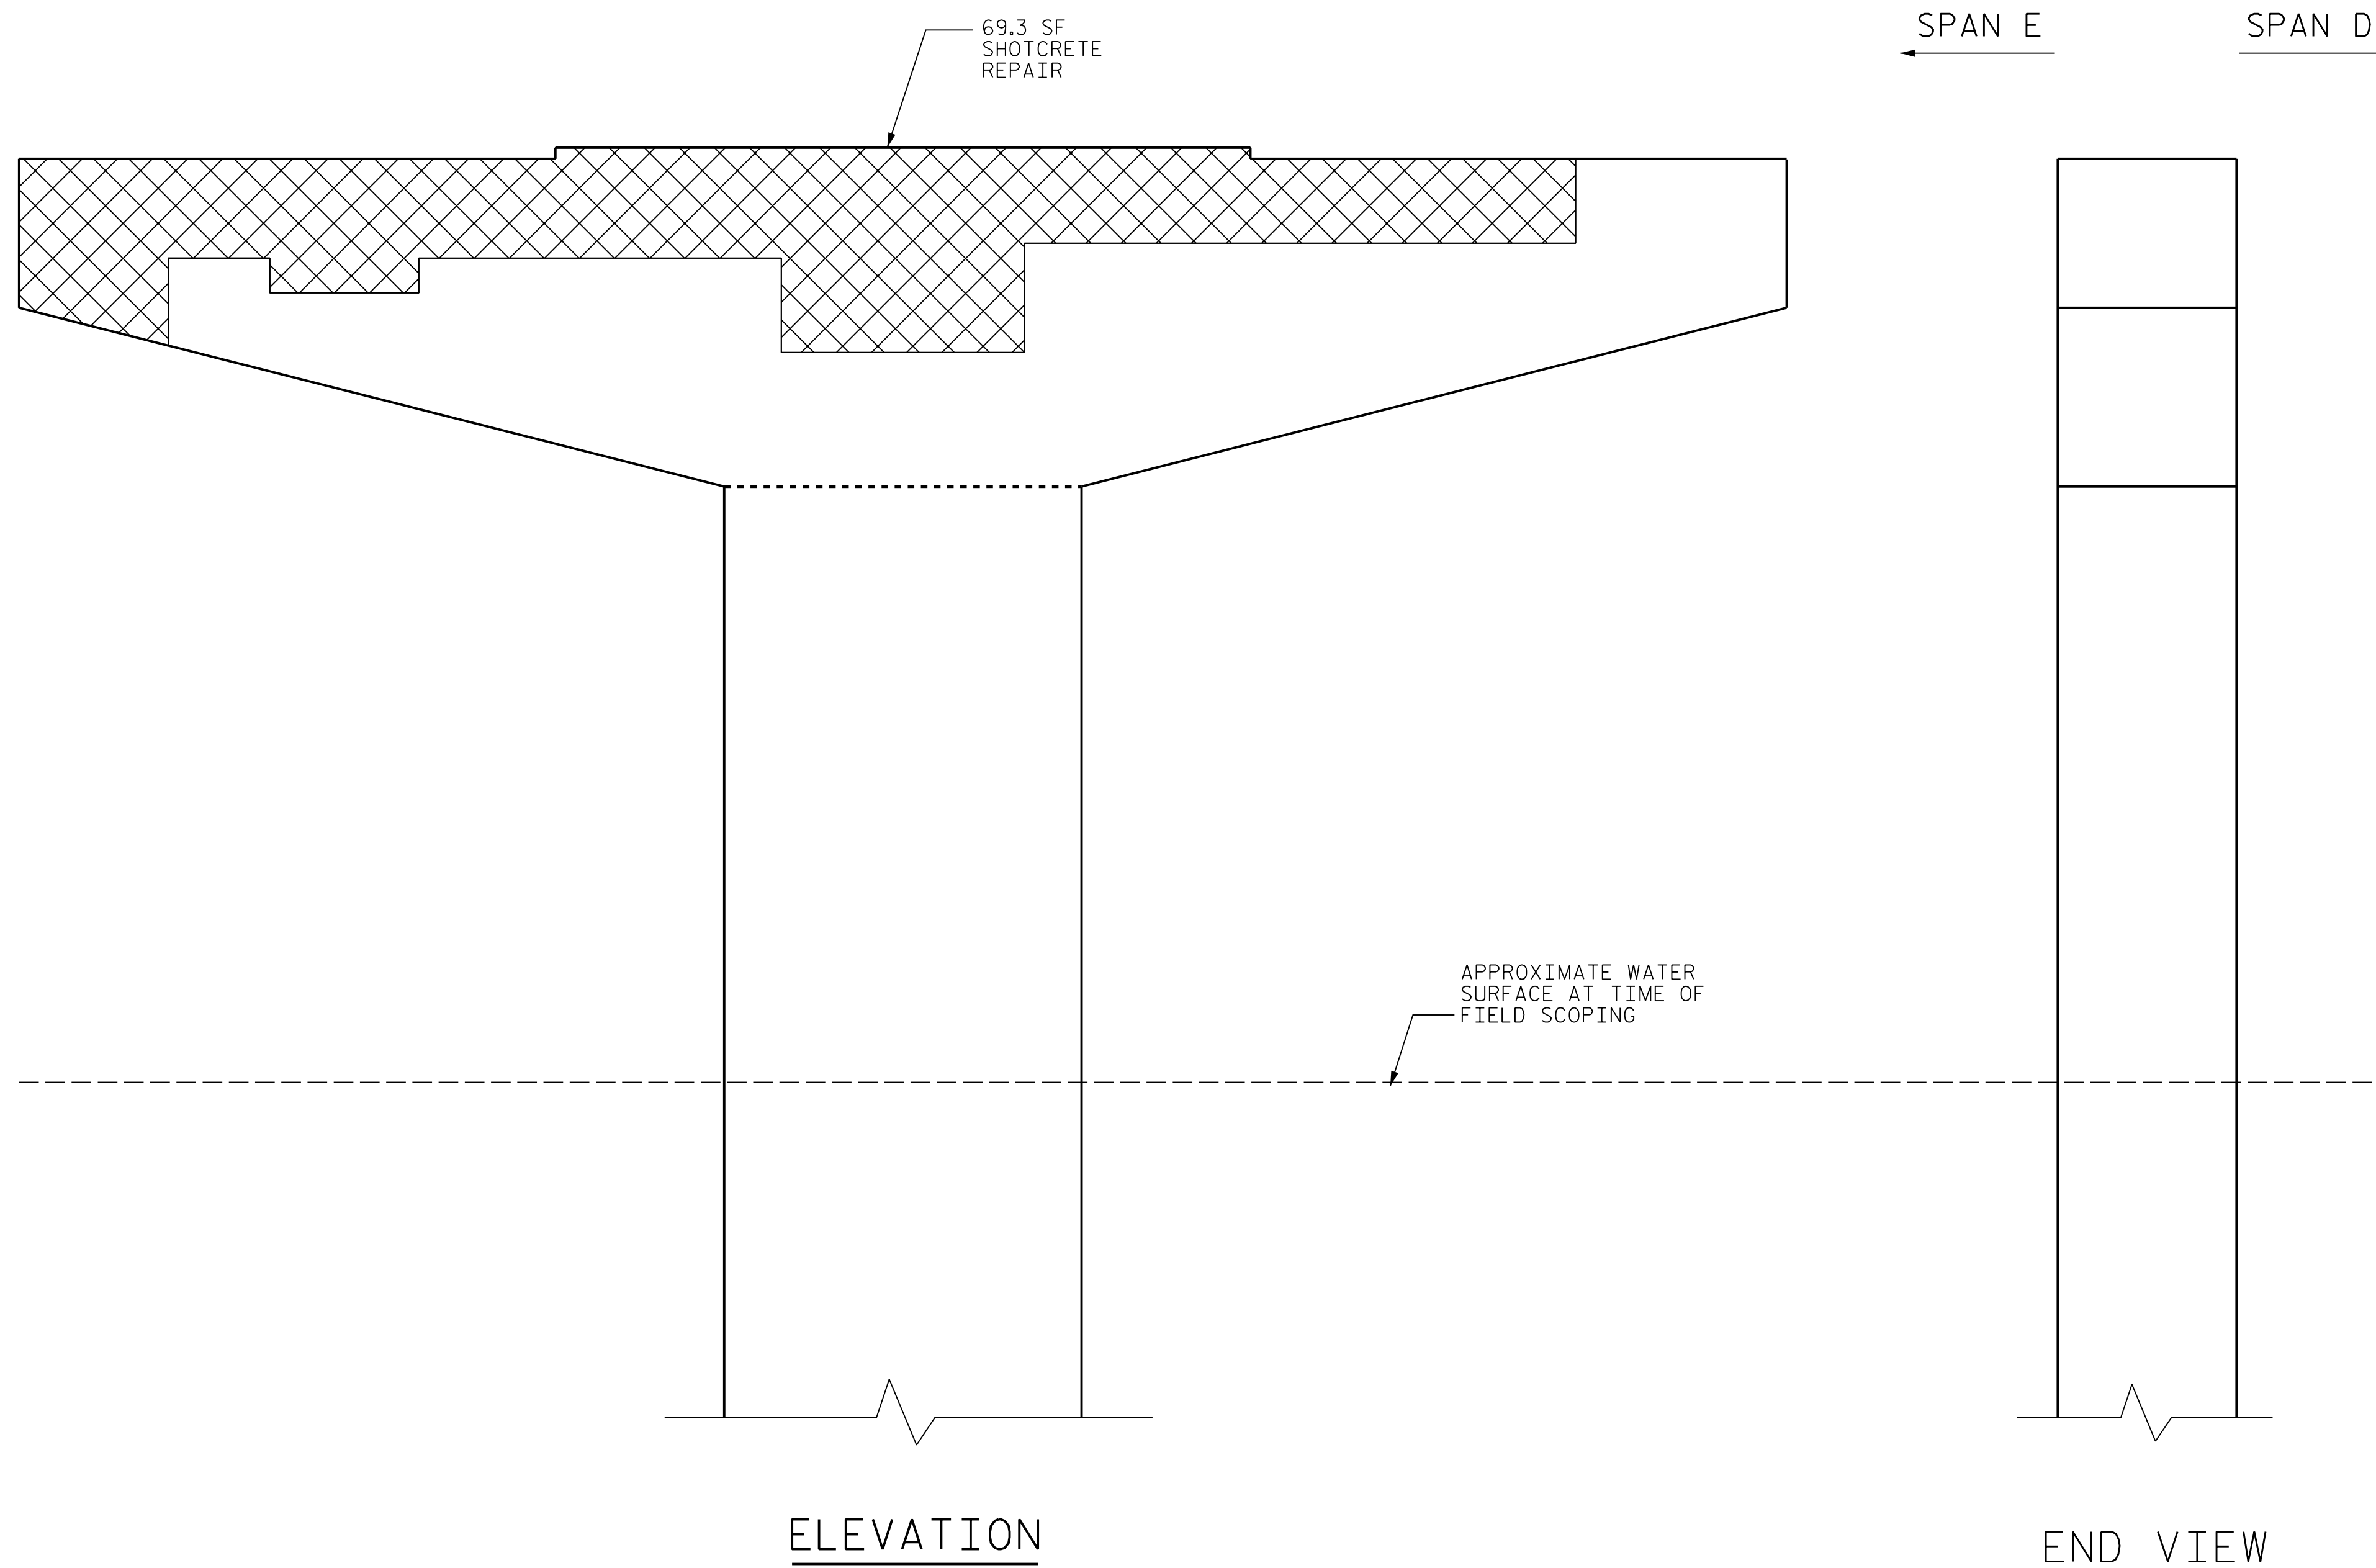 69.3 SF
SHOTCRETE
REPAIR
SPAN E
SPAN D
APPROXIMATE WATER
SURFACE AT TIME OF
FIELD SCOPING
ELEVATION
END VIEW